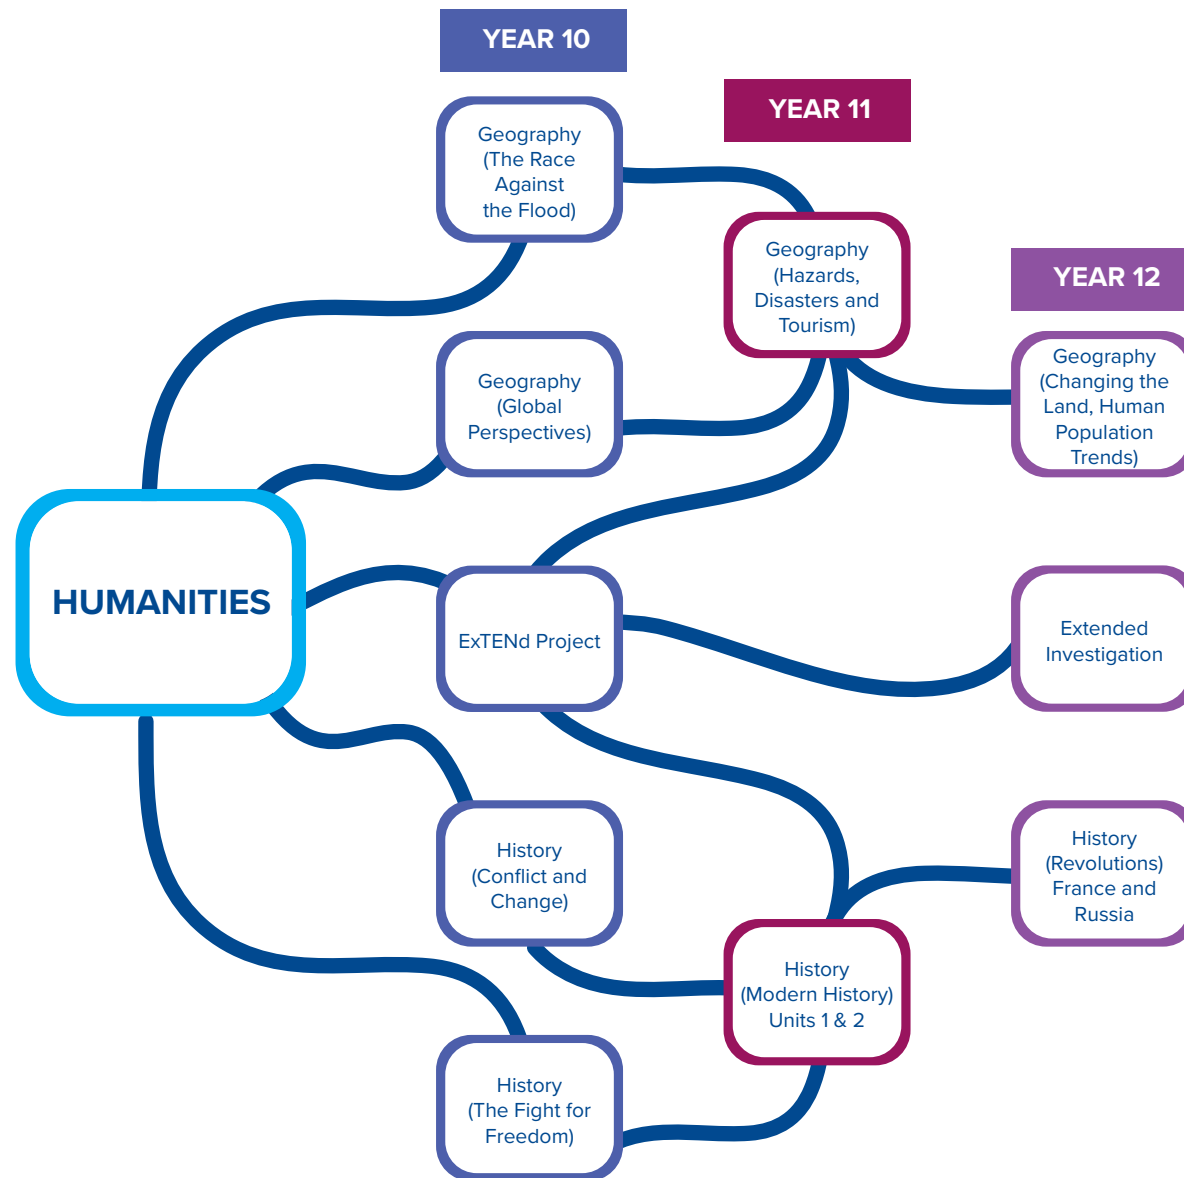 YEAR 10
YEAR 11
YEAR 12
HUMANITIES
Geography
(The Race
Against
the Flood)
Geography
(Global
Perspectives)
ExTENd Project
History
(Conflict and
Change)
History
(The Fight for
Freedom)
Geography
(Hazards,
Disasters and
Tourism)
History
(Modern History)
Units 1 & 2
Geography
(Changing the
Land, Human
Population
Trends)
Extended
Investigation
History
(Revolutions)
France and
Russia